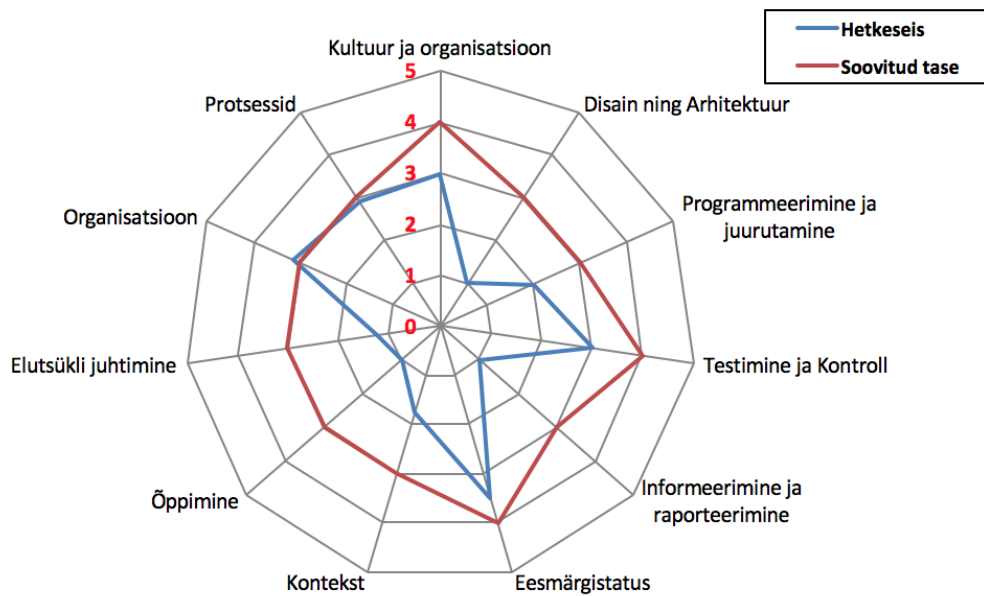 Hetkeseis
Soovitud tase
Kultuur ja organisatsioon
Disain ning Arhitektuur
Programmeerimine ja
juurutamine
Testimine ja Kontroll
Informeerimine ja
raporteerimine
Eesmärgistatus
Kontekst
Õppimine
Elutsükli juhtimine
Organisatsioon
Protsessid
5
4
3
2
1
0